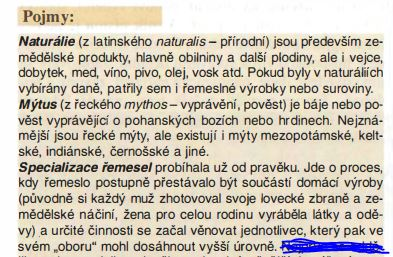 Pojmy:
Naturálie (z latinského naturalis – přírodní) jsou především ze-
mědělské produkty, hlavně obilniny a další plodiny, ale i vejce,
dobytek, med, víno, pivo, olej, vosk atd. Pokud byly v naturáliích
vybírány daně, patřily sem i řemeslné výrobky nebo suroviny.
Mýtus (z řeckého mythos – vyprávění, pověst) je báje nebo po-
věst vyprávějící o pohanských bozích nebo hrdinech. Nejzná-
mější jsou řecké mýty, ale existují i mýty mezopotámské, kelt-
ské, indiánské, černošské a jiné.
Specializace řemesel probíhala už od pravěku. Jde o proces,
kdy řemeslo postupně přestávalo být součástí domácí výroby
(původně si každý muž zhotovoval svoje lovecké zbraně a ze-
mědělské náčiní, žena pro celou rodinu vyráběla látky a odě-
vy) a určité činnosti se začal věnovat jednotlivec, který pak ve
svém „oboru“ mohl dosáhnout vyšší úrovně.